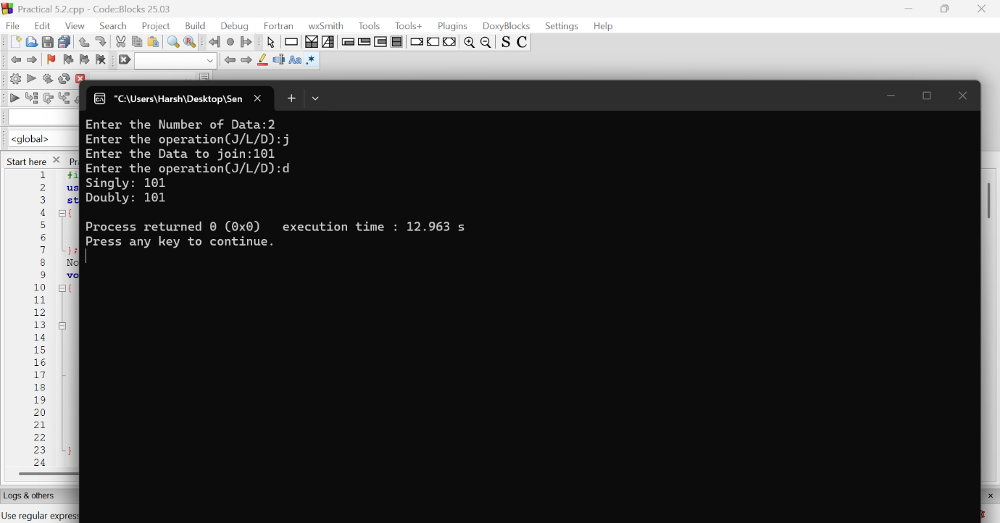 Practical 5.2.cpp - Code::Blocks 25.03
File Edit View Search Project Build Debug Fortran wxSmith Tools Tools+ Plugins DoxyBlocks Settings Help
S C
Aa .*
"C:\Users\Harsh\Desktop\Sen
<global>
Start here
Enter the Number of Data:2
Enter the operation(J/L/D):j
Enter the Data to join:101
Enter the operation(J/L/D):d
Singly: 101
Doubly: 101
Process returned 0 (0x0) execution time : 12.963 s
Press any key to continue.
1 #i
2 us
3 st
4 {
5
6
7 };
8 No
9 vo
10 {
11
12
13
14
15
16
17
18
19
20
21
22
23 }
24
Logs & others
Use regular express